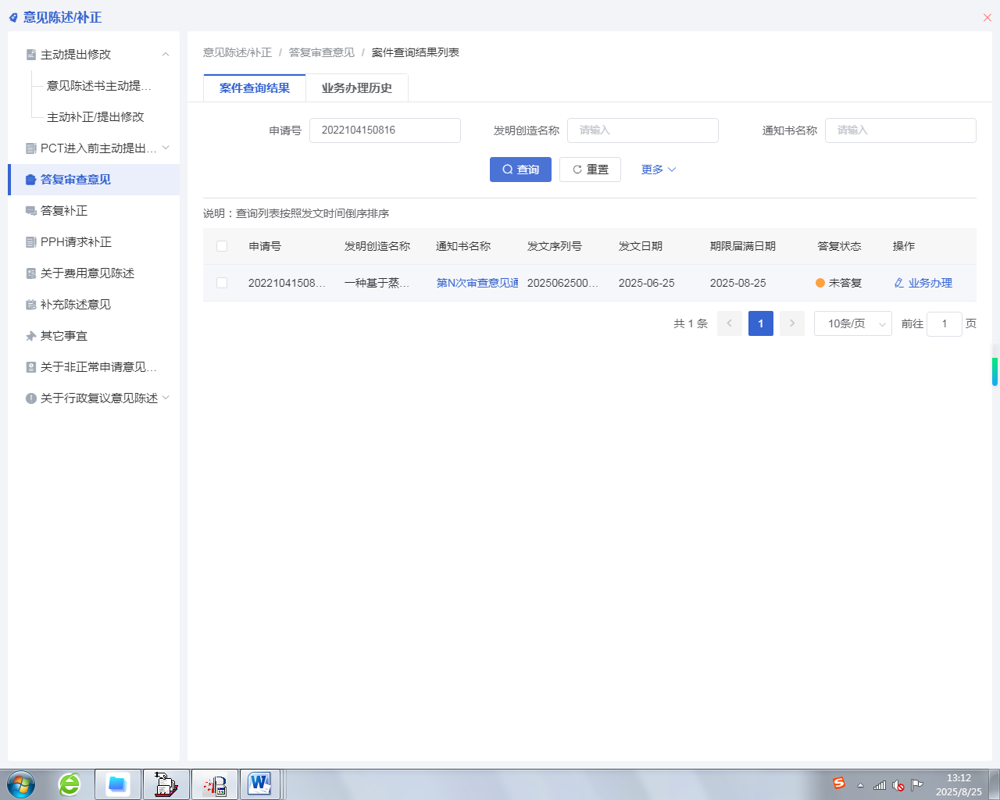 意见陈述/补正
主动提出修改
意见陈述书主动提...
主动补正/提出修改
PCT进入前主动提出...
答复审查意见
答复补正
PPH请求补正
关于费用意见陈述
补充陈述意见
其它事宜
关于非正常申请意见...
关于行政复议意见陈述
意见陈述/补正 / 答复审查意见 / 案件查询结果列表
案件查询结果 业务办理历史
申请号 2022104150816 发明创造名称 请输入 通知书名称 请输入
查询 重置 更多
说明：查询列表按照发文时间倒序排序
申请号 发明创造名称 通知书名称 发文序列号 发文日期 期限届满日期 答复状态 操作
20221041508... 一种基于蒸... 第N次审查意见通 2025062500... 2025-06-25 2025-08-25 未答复 业务办理
共 1 条 1 10条/页 前往 1 页
13:12
2025/8/25